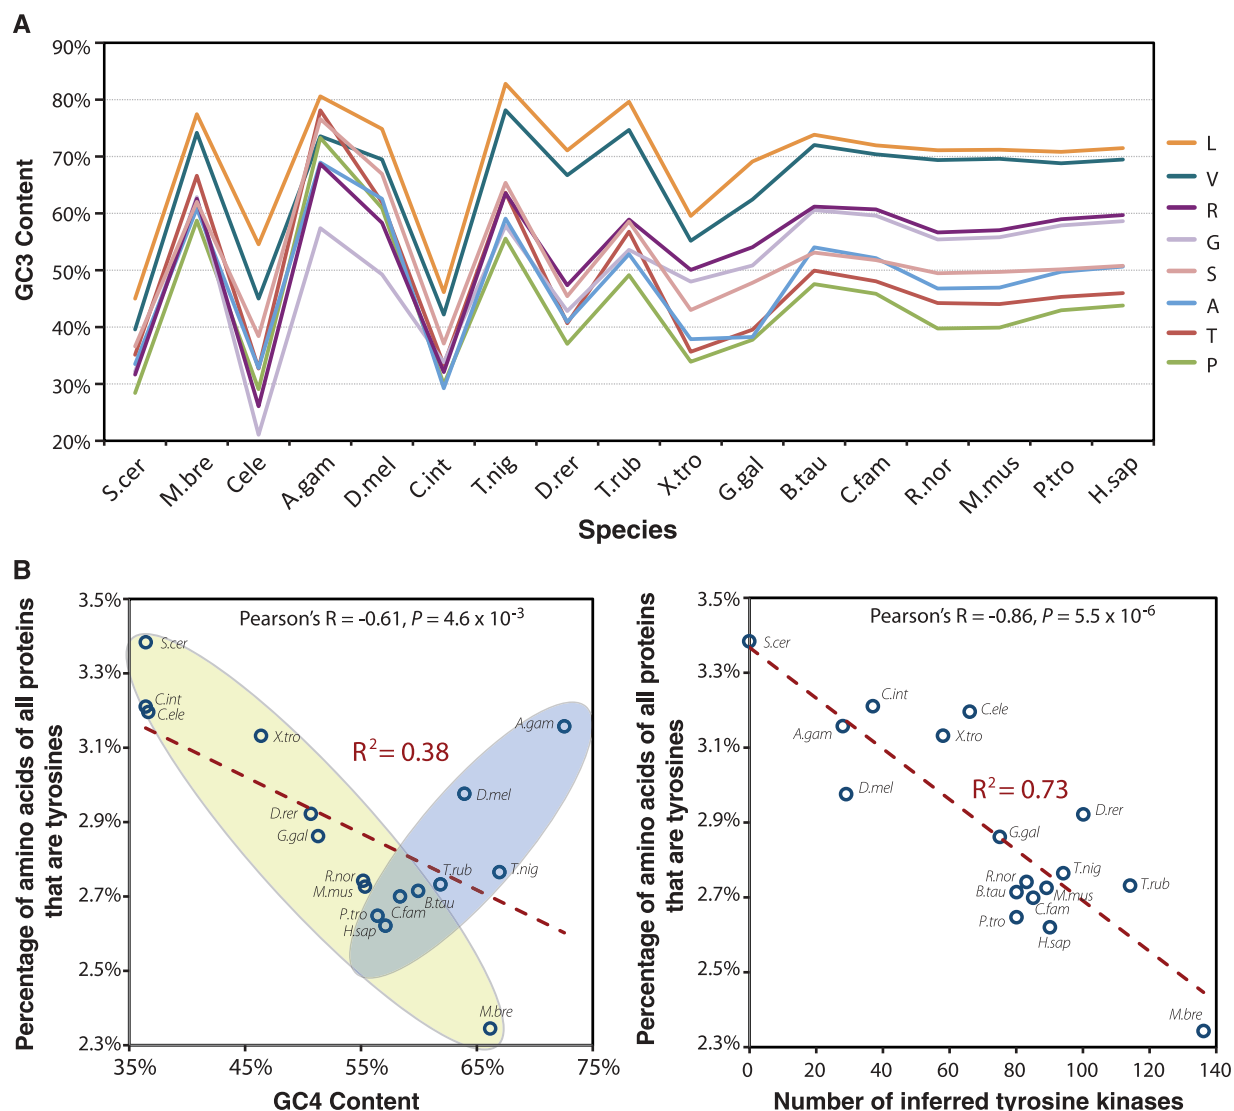 A
90%
80%
70%
60%
50%
40%
30%
20%
GC3 Content
S.cer
M.bre
Cele
A.gam
D.mel
C.int
T.nig
D.rer
T.rub
X.tro
G.gal
B.tau
C.fam
R.nor
M.mus
P.tro
H.sap
Species
L
V
R
G
S
A
T
P
B
Percentage of amino acids of all proteins
that are tyrosines
3.5%
3.3%
3.1%
2.9%
2.7%
2.5%
2.3%
Pearson's R = -0.61, P = 4.6 x 10⁻³
S.cer
C.int
C.ele
X.tro
A.gam
R² = 0.38
D.mel
D.rer
G.gal
R.nor
M.mus
T.rub
T.nig
B.tau
P.tro
C.fam
H.sap
M.bre
35%
45%
55%
65%
75%
GC4 Content
Percentage of amino acids of all proteins
that are tyrosines
3.5%
3.3%
3.1%
2.9%
2.7%
2.5%
2.3%
Pearson's R = -0.86, P = 5.5 x 10⁻⁶
S.cer
C.int
C.ele
A.gam
X.tro
D.mel
R² = 0.73
D.rer
G.gal
R.nor
T.nig
B.tau
M.mus
T.rub
C.fam
P.tro
H.sap
M.bre
0
20
40
60
80
100
120
140
Number of inferred tyrosine kinases